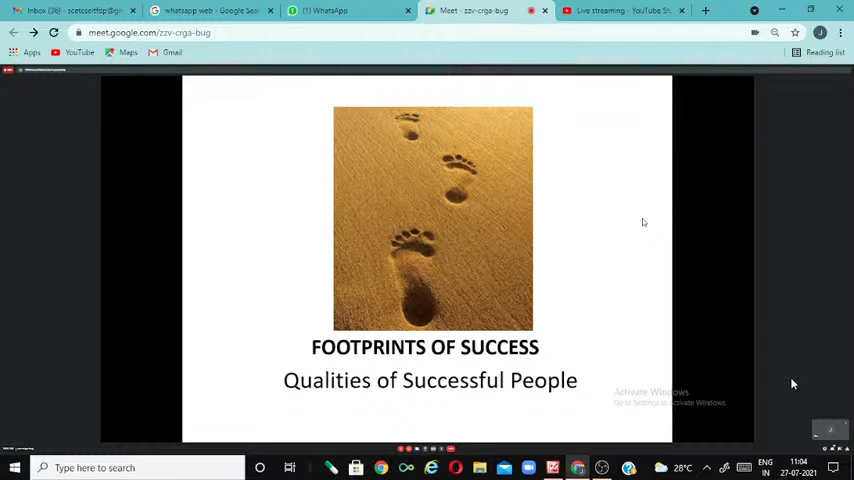 Inbox (36) - scetcseitfdp@gm
whatsapp web - Google Sear
(1) WhatsApp
Meet - zzv-crga-bug
Live streaming - YouTube St
meet.google.com/zzv-crga-bug
Apps
YouTube
Maps
Gmail
Reading list
FOOTPRINTS OF SUCCESS
Qualities of Successful People
Activate Windows
Go to Settings to activate Windows.
Type here to search
28°C
ENG
IN
11:04
27-07-2021